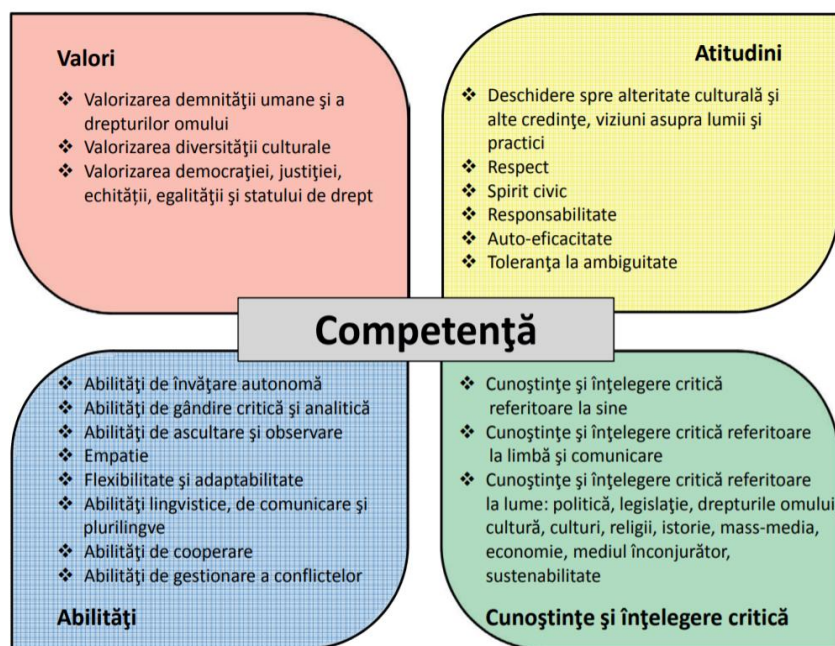 Valori
❖ Valorizarea demnităţii umane şi a
drepturilor omului
❖ Valorizarea diversităţii culturale
❖ Valorizarea democraţiei, justiţiei,
echităţii, egalităţii şi statului de drept
Atitudini
❖ Deschidere spre alteritate culturală şi
alte credinţe, viziuni asupra lumii şi
practici
❖ Respect
❖ Spirit civic
❖ Responsabilitate
❖ Auto-eficacitate
❖ Toleranţa la ambiguitate
Competenţă
❖ Abilităţi de învăţare autonomă
❖ Abilităţi de gândire critică şi analitică
❖ Abilităţi de ascultare şi observare
❖ Empatie
❖ Flexibilitate şi adaptabilitate
❖ Abilităţi lingvistice, de comunicare şi
plurilingve
❖ Abilităţi de cooperare
❖ Abilităţi de gestionare a conflictelor
Abilităţi
❖ Cunoştinţe şi înţelegere critică
referitoare la sine
❖ Cunoştinţe şi înţelegere critică referitoare
la limbă şi comunicare
❖ Cunoştinţe şi înţelegere critică referitoare
la lume: politică, legislaţie, drepturile omului
cultură, culturi, religii, istorie, mass-media,
economie, mediul înconjurător,
sustenabilitate
Cunoştinţe şi înţelegere critică